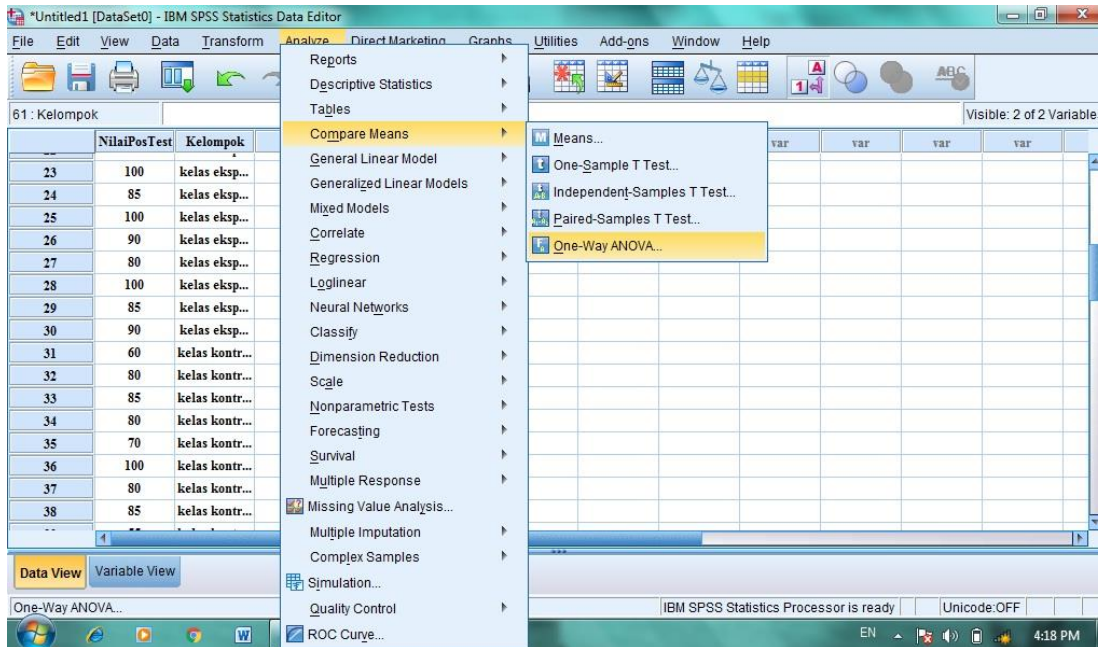 *Untitled1 [DataSet0] - IBM SPSS Statistics Data Editor
File Edit View Data Transform Analyze Direct Marketing Graphs Utilities Add-ons Window Help
61 : Kelompok
Visible: 2 of 2 Variable
NilaiPosTest Kelompok var var var var
23 100 kelas eksp...
24 85 kelas eksp...
25 100 kelas eksp...
26 90 kelas eksp...
27 80 kelas eksp...
28 100 kelas eksp...
29 85 kelas eksp...
30 90 kelas eksp...
31 60 kelas kontr...
32 80 kelas kontr...
33 85 kelas kontr...
34 80 kelas kontr...
35 70 kelas kontr...
36 100 kelas kontr...
37 80 kelas kontr...
38 85 kelas kontr...
Reports
Descriptive Statistics
Tables
Compare Means
General Linear Model
Generalized Linear Models
Mixed Models
Correlate
Regression
Loglinear
Neural Networks
Classify
Dimension Reduction
Scale
Nonparametric Tests
Forecasting
Survival
Multiple Response
Missing Value Analysis...
Multiple Imputation
Complex Samples
Simulation...
Quality Control
ROC Curve...
Means...
One-Sample T Test...
Independent-Samples T Test...
Paired-Samples T Test...
One-Way ANOVA...
Data View Variable View
One-Way ANOVA...
IBM SPSS Statistics Processor is ready
Unicode:OFF
EN
4:18 PM